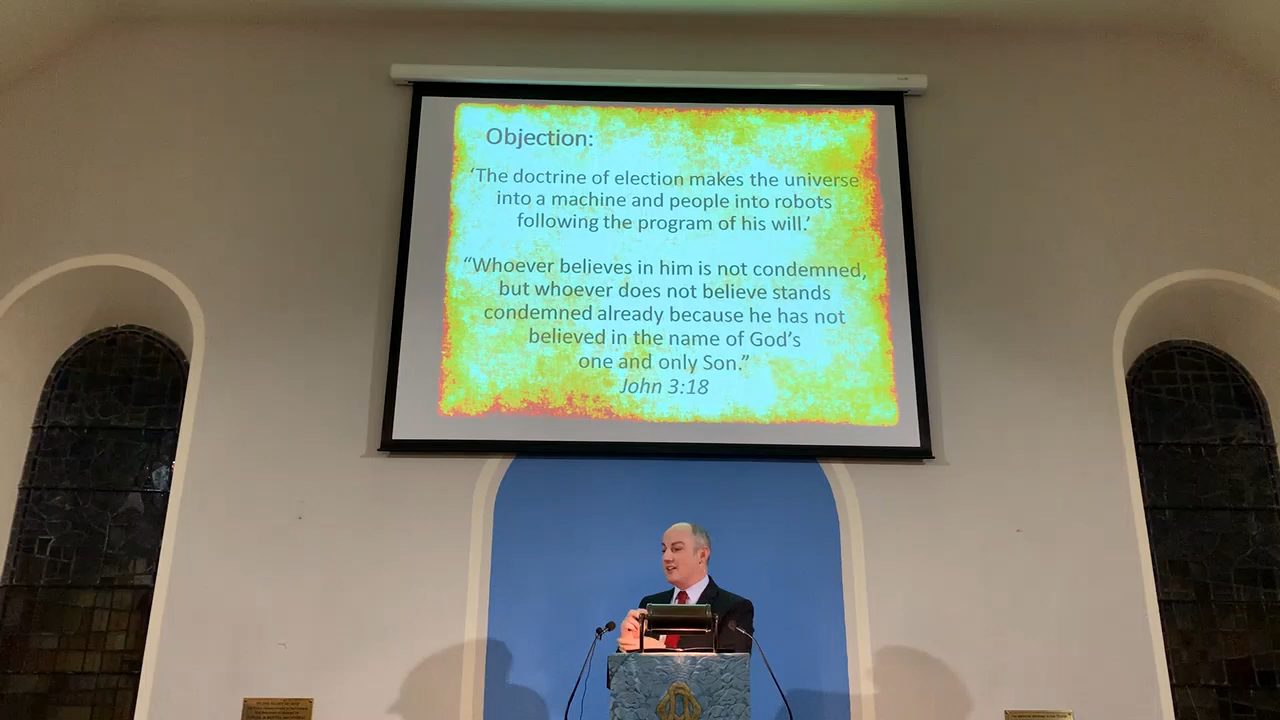 Objection:
‘The doctrine of election makes the universe
into a machine and people into robots
following the program of his will.’
“Whoever believes in him is not condemned,
but whoever does not believe stands
condemned already because he has not
believed in the name of God’s
one and only Son.”
John 3:18